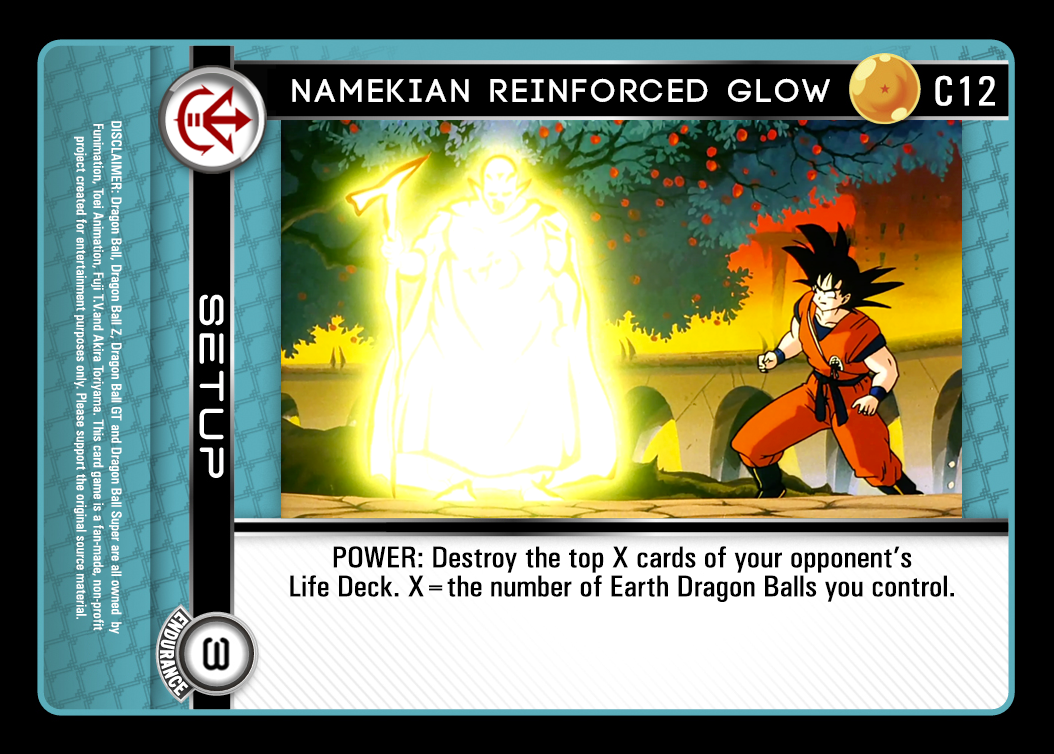 NAMEKIAN REINFORCED GLOW
C12
SETUP
POWER: Destroy the top X cards of your opponent's
Life Deck. X=the number of Earth Dragon Balls you control.
3
ENDURANCE
DISCLAIMER: Dragon Ball, Dragon Ball Z, Dragon Ball GT and Dragon Ball Super are all owned by
Funimation, Toei Animation, Fuji T.V.and Akira Toriyama. This card game is a fan-made, non-profit
project created for entertainment purposes only. Please support the original source material.